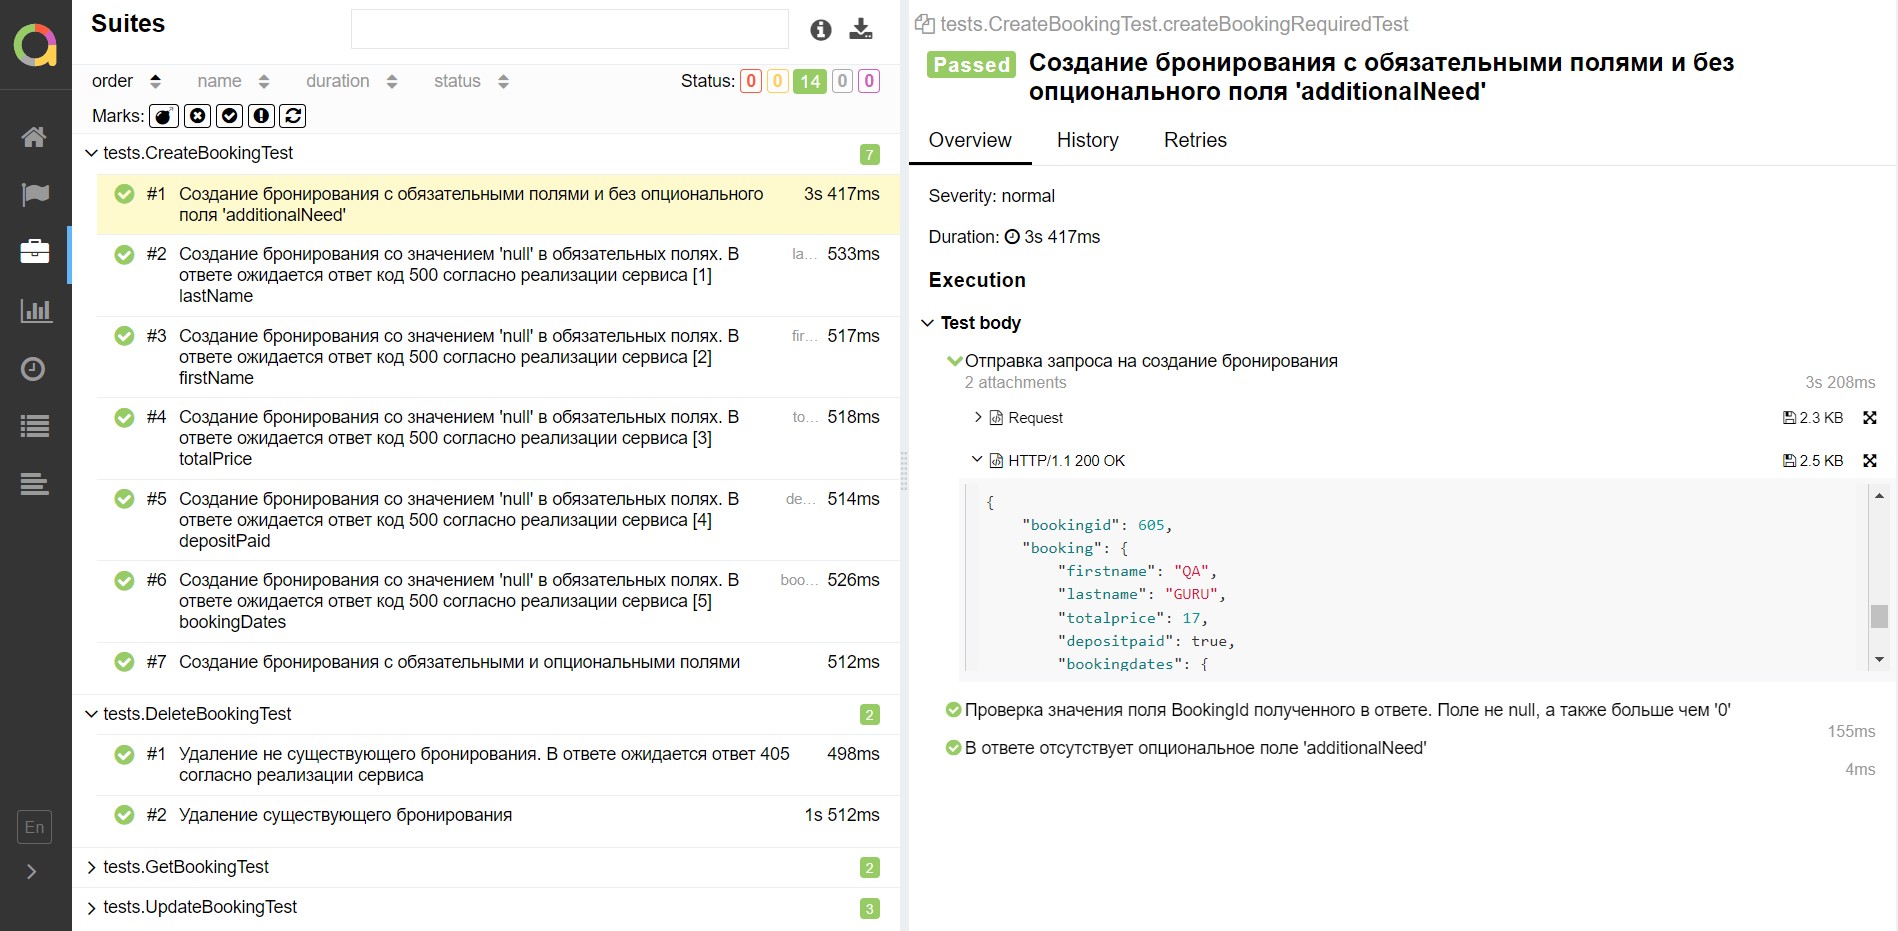 Suites
order name duration status Status: 0 0 14 0 0
Marks:
tests.CreateBookingTest 7
#1 Создание бронирования с обязательными полями и без опционального 3s 417ms
поля 'additionalNeed'
#2 Создание бронирования со значением 'null' в обязательных полях. В la... 533ms
ответе ожидается ответ код 500 согласно реализации сервиса [1]
lastName
#3 Создание бронирования со значением 'null' в обязательных полях. В fir... 517ms
ответе ожидается ответ код 500 согласно реализации сервиса [2]
firstName
#4 Создание бронирования со значением 'null' в обязательных полях. В to... 518ms
ответе ожидается ответ код 500 согласно реализации сервиса [3]
totalPrice
#5 Создание бронирования со значением 'null' в обязательных полях. В de... 514ms
ответе ожидается ответ код 500 согласно реализации сервиса [4]
depositPaid
#6 Создание бронирования со значением 'null' в обязательных полях. В boo... 526ms
ответе ожидается ответ код 500 согласно реализации сервиса [5]
bookingDates
#7 Создание бронирования с обязательными и опциональными полями 512ms
tests.DeleteBookingTest 2
#1 Удаление не существующего бронирования. В ответе ожидается ответ 405 498ms
согласно реализации сервиса
#2 Удаление существующего бронирования 1s 512ms
tests.GetBookingTest 2
tests.UpdateBookingTest 3
En
tests.CreateBookingTest.createBookingRequiredTest
Passed Создание бронирования с обязательными полями и без
опционального поля 'additionalNeed'
Overview History Retries
Severity: normal
Duration: 3s 417ms
Execution
Test body
Отправка запроса на создание бронирования
2 attachments 3s 208ms
Request 2.3 KB
HTTP/1.1 200 OK 2.5 KB
{
"bookingid": 605,
"booking": {
"firstname": "QA",
"lastname": "GURU",
"totalprice": 17,
"depositpaid": true,
"bookingdates": {
Проверка значения поля BookingId полученного в ответе. Поле не null, а также больше чем '0'
155ms
В ответе отсутствует опциональное поле 'additionalNeed'
4ms